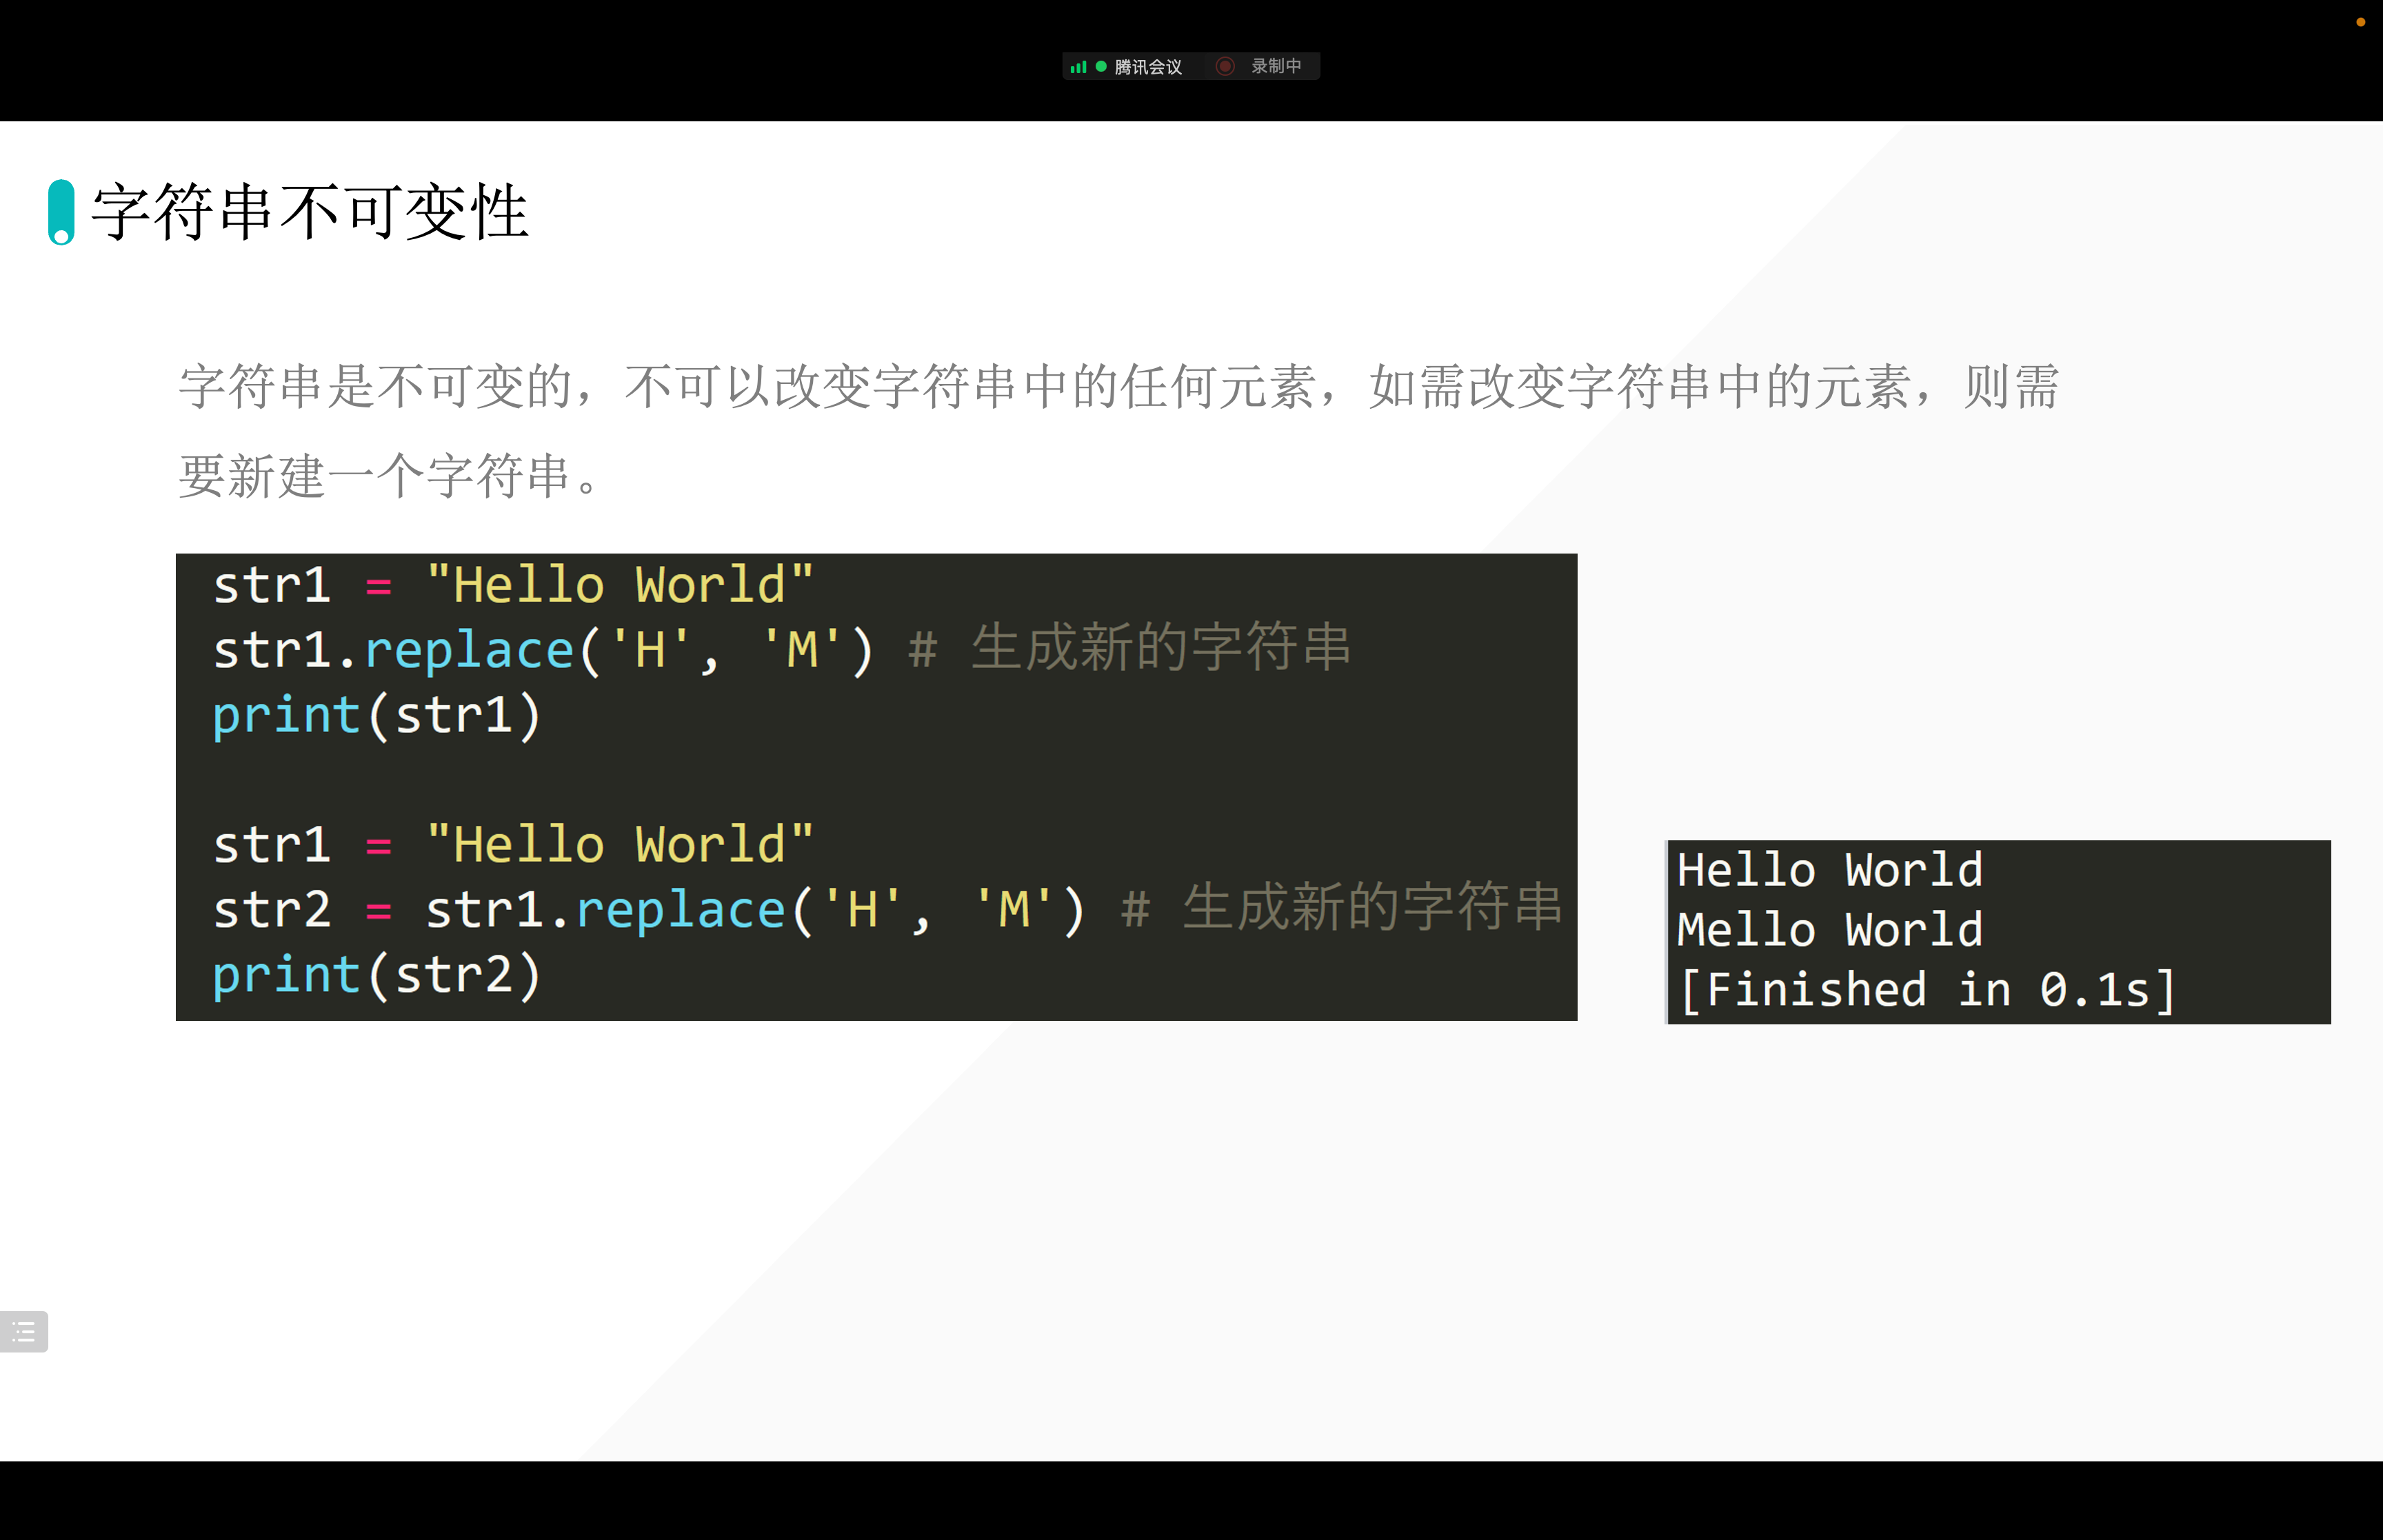 腾讯会议 录制中
字符串不可变性
字符串是不可变的，不可以改变字符串中的任何元素，如需改变字符串中的元素，则需
要新建一个字符串。
str1 = "Hello World"
str1.replace('H', 'M') # 生成新的字符串
print(str1)
str1 = "Hello World"
str2 = str1.replace('H', 'M') # 生成新的字符串
print(str2)
Hello World
Mello World
[Finished in 0.1s]